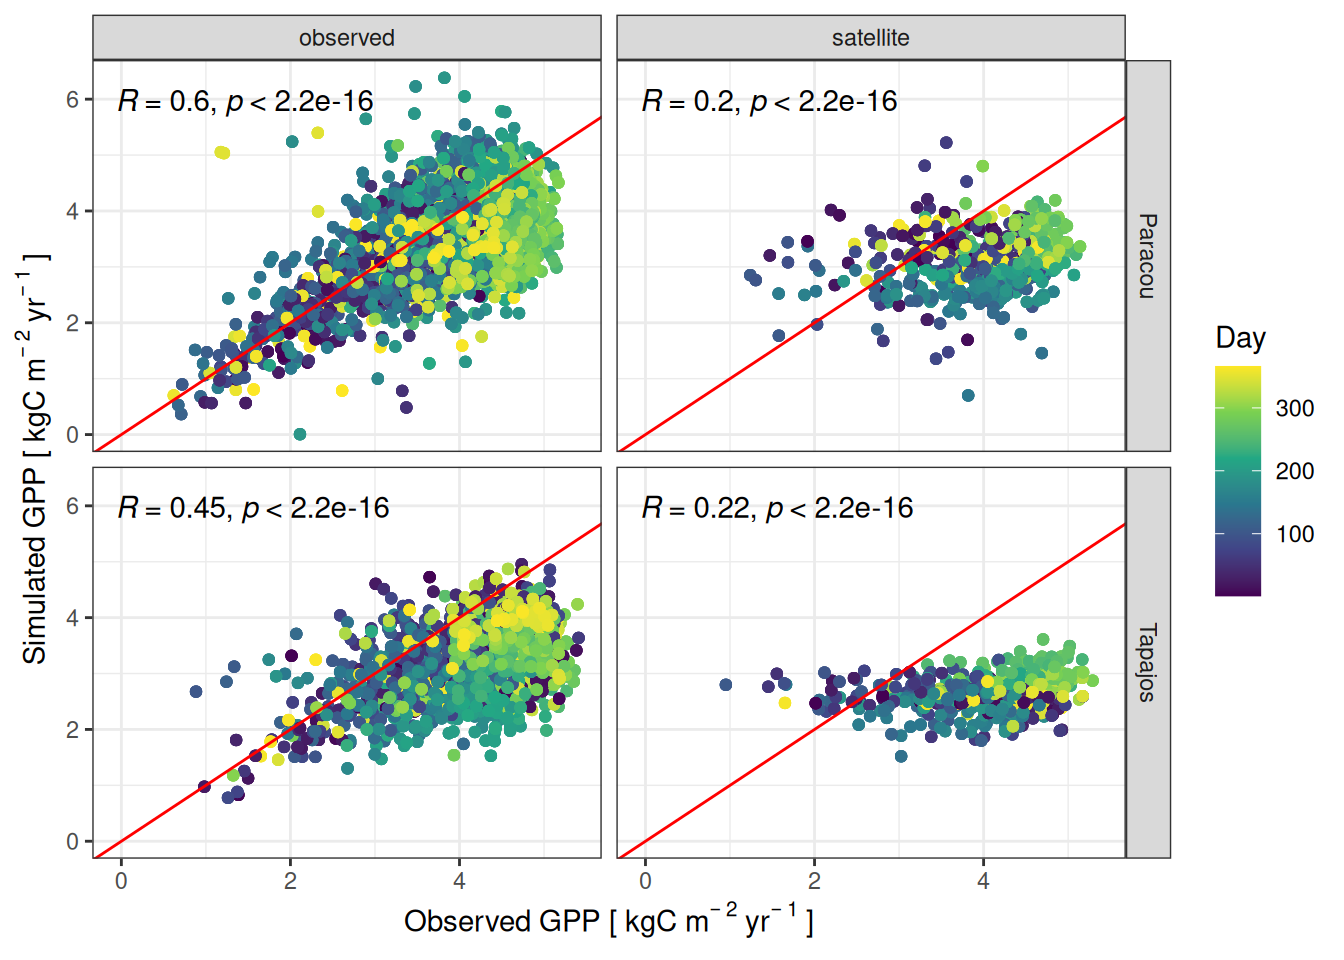 observed
satellite
R = 0.6, p < 2.2e-16
R = 0.2, p < 2.2e-16
Paracou
R = 0.45, p < 2.2e-16
R = 0.22, p < 2.2e-16
Tapajos
6
4
2
0
6
4
2
0
0
2
4
0
2
4
Simulated GPP [ kgC m⁻² yr⁻¹ ]
Observed GPP [ kgC m⁻² yr⁻¹ ]
Day
300
200
100